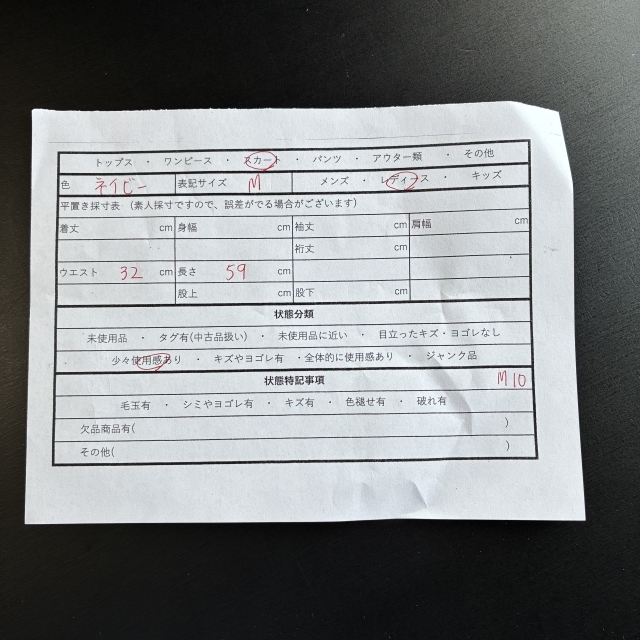 トップス ・ ワンピース ・ スカート ・ パンツ ・ アウター類 ・ その他
色 ネイビー 表記サイズ M メンズ ・ レディース ・ キッズ
平置き採寸表 (素人採寸ですので、誤差がでる場合がございます)
着丈 cm 身幅 cm 袖丈 cm 肩幅 cm
裄丈 cm
ウエスト 32 cm 長さ 59 cm
股上 cm 股下 cm
状態分類
未使用品 ・ タグ有(中古品扱い) ・ 未使用品に近い ・ 目立ったキズ・ヨゴレなし
少々使用感あり ・ キズやヨゴレ有 ・全体的に使用感あり ・ ジャンク品
状態特記事項 M10
毛玉有 ・ シミやヨゴレ有 ・ キズ有 ・ 色褪せ有 ・ 破れ有
欠品商品有( )
その他( )